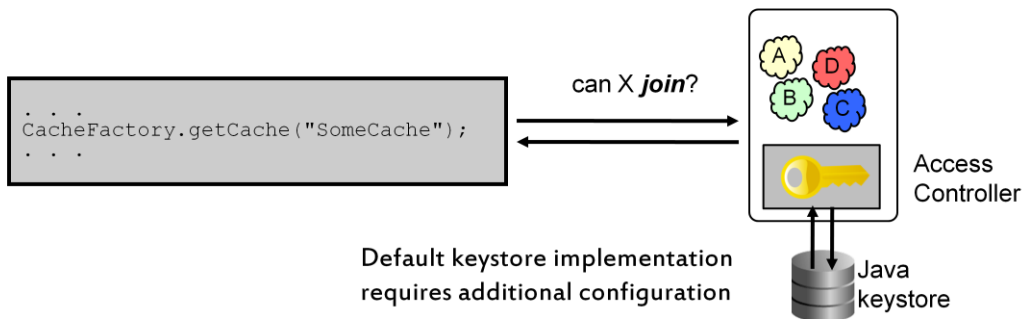 . . .
CacheFactory.getCache("SomeCache");
. . .
can X join?
A
D
B
C
Access
Controller
Default keystore implementation
requires additional configuration
Java
keystore